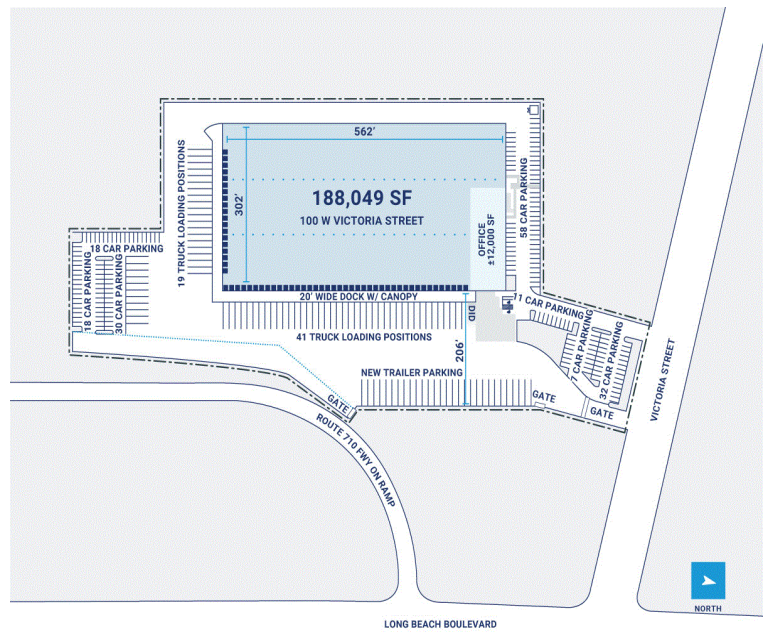 562'
302'
188,049 SF
100 W VICTORIA STREET
OFFICE
±12,000 SF
58 CAR PARKING
19 TRUCK LOADING POSITIONS
18 CAR PARKING
18 CAR PARKING
30 CAR PARKING
20' WIDE DOCK W/ CANOPY
DID
11 CAR PARKING
41 TRUCK LOADING POSITIONS
206'
7 CAR PARKING
32 CAR PARKING
NEW TRAILER PARKING
GATE
GATE
GATE
VICTORIA STREET
ROUTE 710 FWY ON RAMP
NORTH
LONG BEACH BOULEVARD